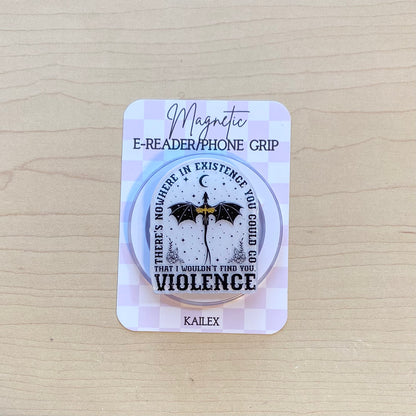 Magnetic
E-READER/PHONE GRIP
THERE'S NOWHERE IN EXISTENCE YOU COULD GO
THAT I WOULDN'T FIND YOU,
VIOLENCE
KAILEX